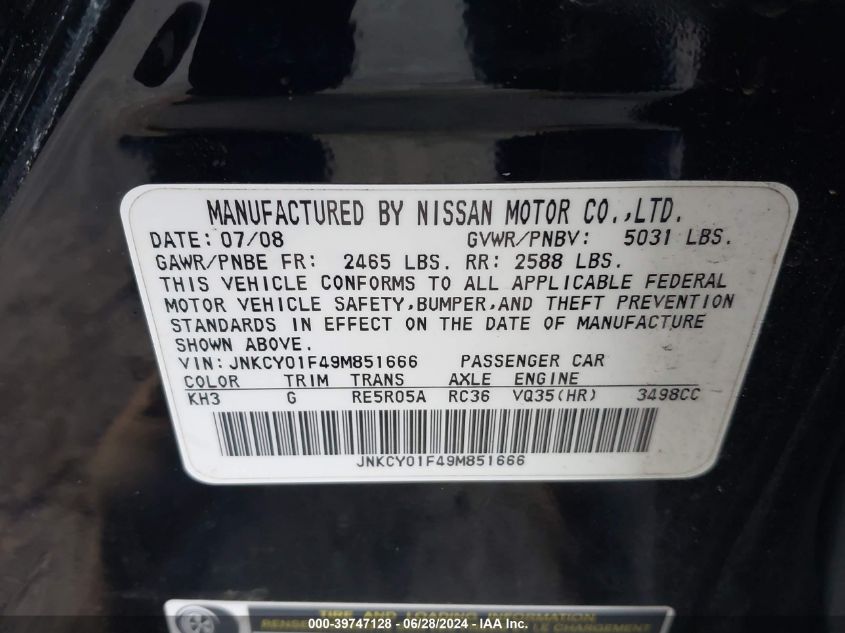 MANUFACTURED BY NISSAN MOTOR CO.,LTD.
DATE: 07/08 GVWR/PNBV: 5031 LBS.
GAWR/PNBE FR: 2465 LBS. RR: 2588 LBS.
THIS VEHICLE CONFORMS TO ALL APPLICABLE FEDERAL
MOTOR VEHICLE SAFETY,BUMPER,AND THEFT PREVENTION
STANDARDS IN EFFECT ON THE DATE OF MANUFACTURE
SHOWN ABOVE.
VIN:JNKCY01F49M851666 PASSENGER CAR
COLOR TRIM TRANS AXLE ENGINE
KH3 G RE5R05A RC36 VQ35(HR) 3498CC
JNKCY01F49M851666
TIRE AND LOADING INFORMATION
LE CHARGEMENT
000-39747128 - 06/28/2024 - IAA, Inc.